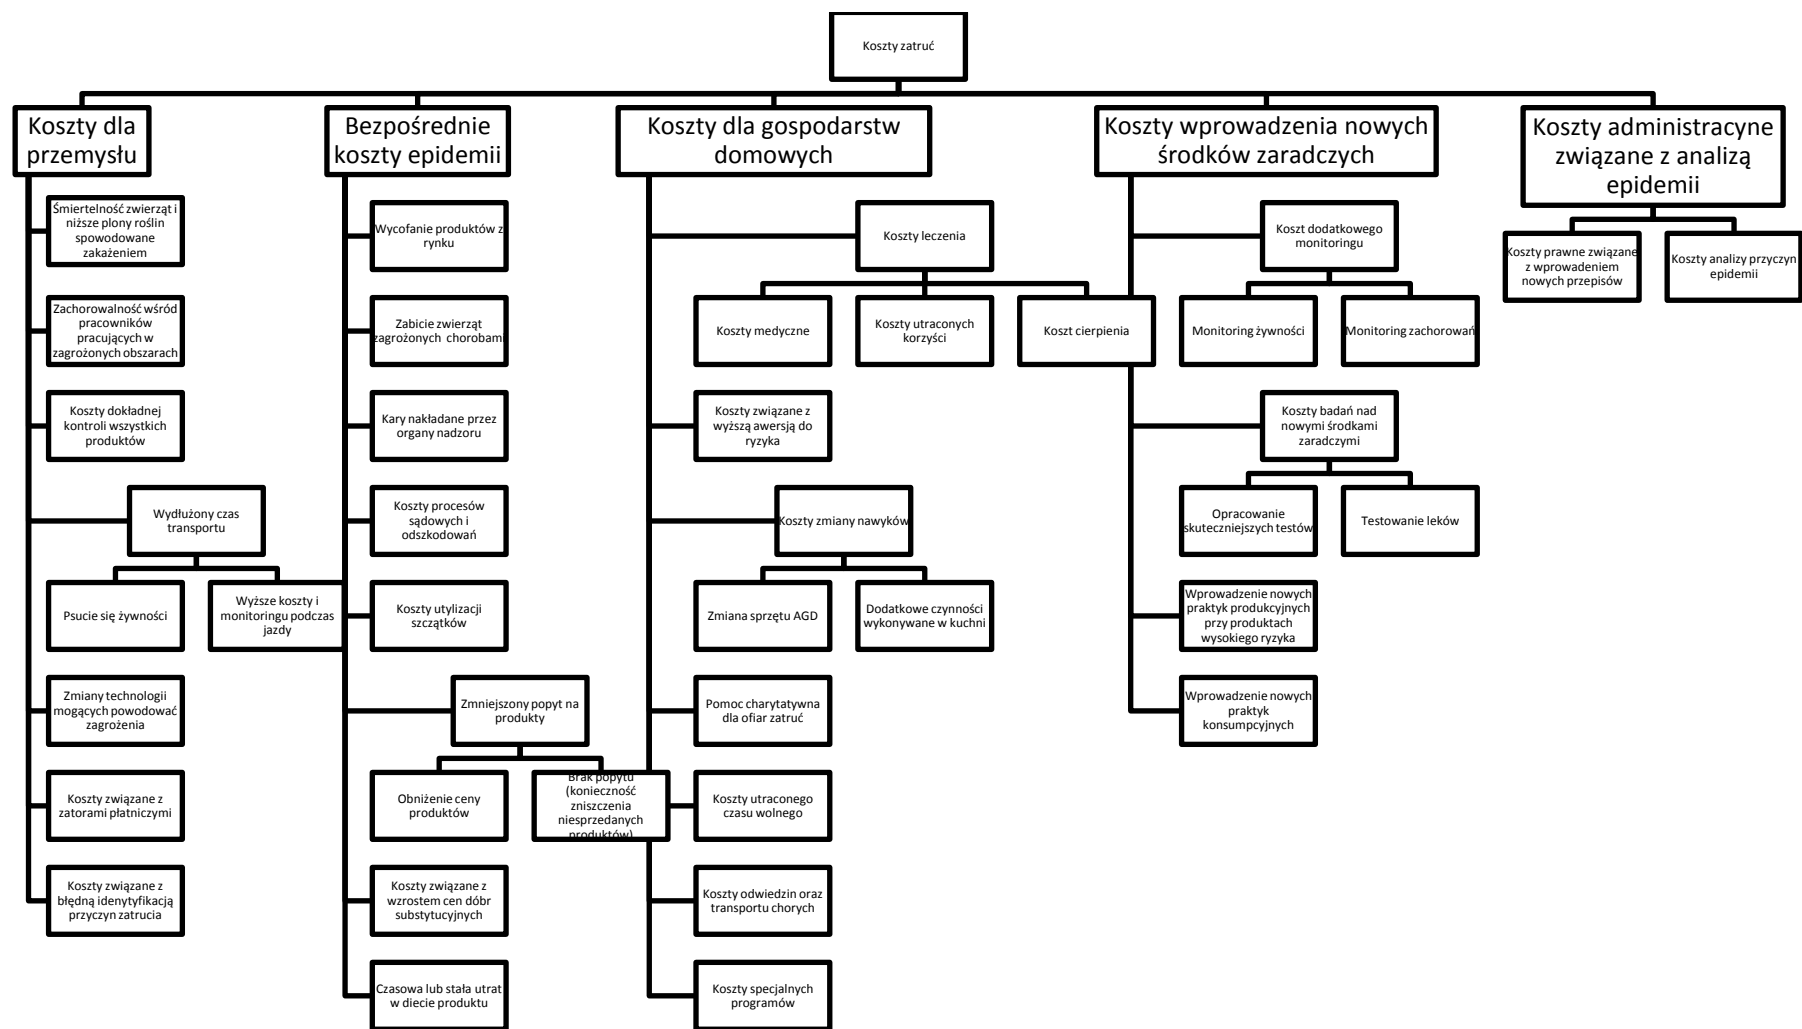 Koszty zatruć
Koszty dla
przemysłu
Śmiertelność zwierząt i
niższe plony roślin
spowodowane
zakażeniem
Zachorowalność wśród
pracowników
pracujących w
zagrożonych obszarach
Koszty dokładnej
kontroli wszystkich
produktów
Wydłużony czas
transportu
Psucie się żywności
Wyższe koszty i
monitoringu podczas
jazdy
Zmiany technologii
mogących powodować
zagrożenia
Koszty związane z
zatorami płatniczymi
Koszty związane z
błędną idenytyfikacją
przyczyn zatrucia
Bezpośrednie
koszty epidemii
Wycofanie produktów z
rynku
Zabicie zwierząt
zagrożonych chorobami
Kary nakładane przez
organy nadzoru
Koszty procesów
sądowych i
odszkodowań
Koszty utylizacji
szczątków
Zmniejszony popyt na
produkty
Obniżenie ceny
produktów
Brak popytu
(konieczność
zniszczenia
niesprzedanych
produktów)
Koszty związane z
wzrostem cen dóbr
substytucyjnych
Czasowa lub stała utrat
w diecie produktu
Koszty dla gospodarstw
domowych
Koszty leczenia
Koszty medyczne
Koszty utraconych
korzyści
Koszt cierpienia
Koszty związane z
wyższą awersją do
ryzyka
Koszty zmiany nawyków
Zmiana sprzętu AGD
Dodatkowe czynności
wykonywane w kuchni
Pomoc charytatywna
dla ofiar zatruć
Koszty utraconego
czasu wolnego
Koszty odwiedzin oraz
transportu chorych
Koszty specjalnych
programów
Koszty wprowadzenia nowych
środków zaradczych
Koszt dodatkowego
monitoringu
Monitoring żywności
Monitoring zachorowań
Koszty badań nad
nowymi środkami
zaradczymi
Opracowanie
skuteczniejszych testów
Testowanie leków
Wprowadzenie nowych
praktyk produkcyjnych
przy produktach
wysokiego ryzyka
Wprowadzenie nowych
praktyk
konsumpcyjnych
Koszty administracyne
związane z analizą
epidemii
Koszty prawne związane
z wprowadeniem
nowych przepisów
Koszty analizy przyczyn
epidemii